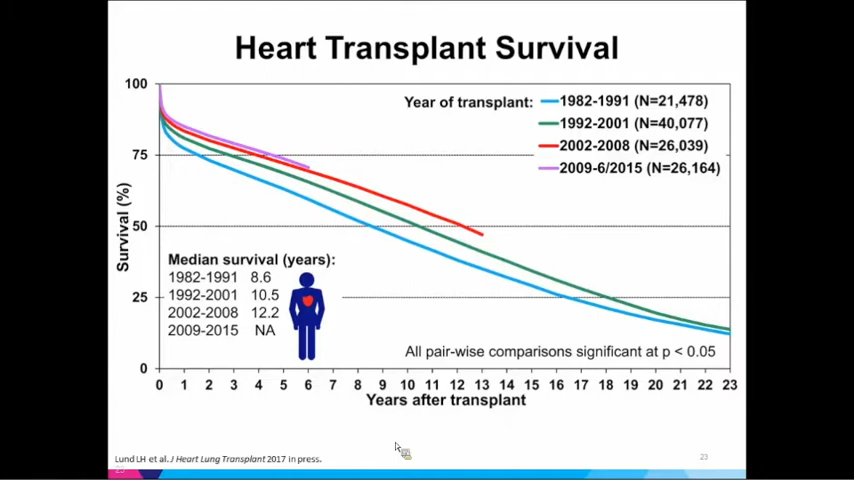 Heart Transplant Survival
Year of transplant:
1982-1991 (N=21,478)
1992-2001 (N=40,077)
2002-2008 (N=26,039)
2009-6/2015 (N=26,164)
Survival (%)
100
75
50
25
0
Median survival (years):
1982-1991 8.6
1992-2001 10.5
2002-2008 12.2
2009-2015 NA
All pair-wise comparisons significant at p < 0.05
0 1 2 3 4 5 6 7 8 9 10 11 12 13 14 15 16 17 18 19 20 21 22 23
Years after transplant
Lund LH et al. J Heart Lung Transplant 2017 in press.
23
23